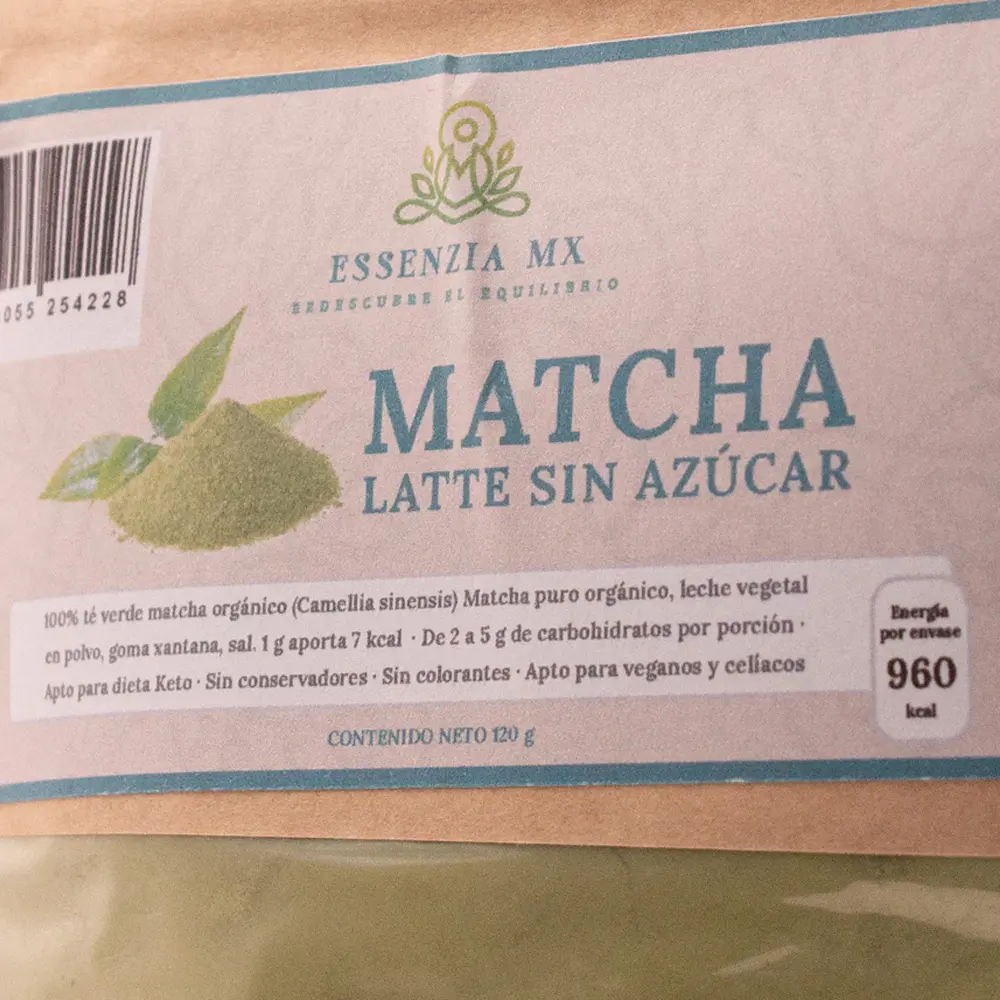 055 254228
ESSENZIA MX
REDESCUBRE EL EQUILIBRIO
MATCHA
LATTE SIN AZÚCAR
100% té verde matcha orgánico (Camellia sinensis) Matcha puro orgánico, leche vegetal
en polvo, goma xantana, sal. 1 g aporta 7 kcal · De 2 a 5 g de carbohidratos por porción ·
Apto para dieta Keto · Sin conservadores · Sin colorantes · Apto para veganos y celíacos
Energía
por envase
960
kcal
CONTENIDO NETO 120 g